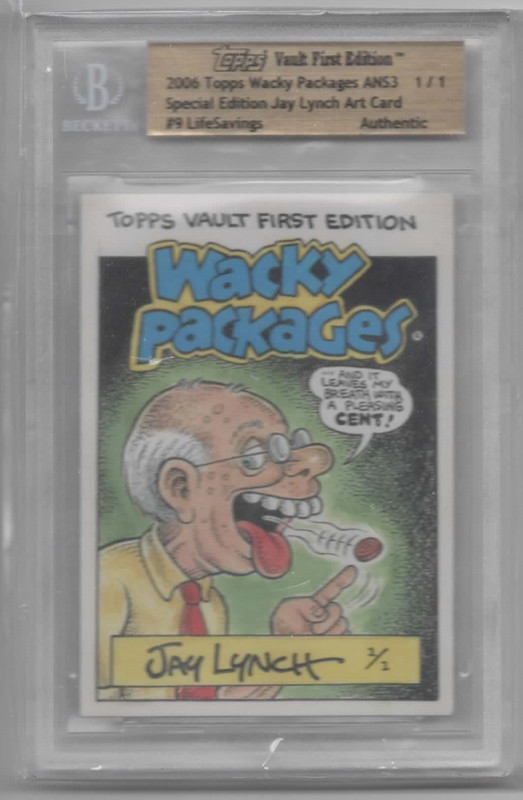 Topps Vault First Edition™
2006 Topps Wacky Packages ANS3 1/1
Special Edition Jay Lynch Art Card
#9 LifeSavings Authentic
B
BECKETT
TOPPS VAULT FIRST EDITION
WACKY
PACKAGES
... AND IT
LEAVES MY
BREATH WITH
A PLEASING
CENT!
JAY LYNCH 1/1